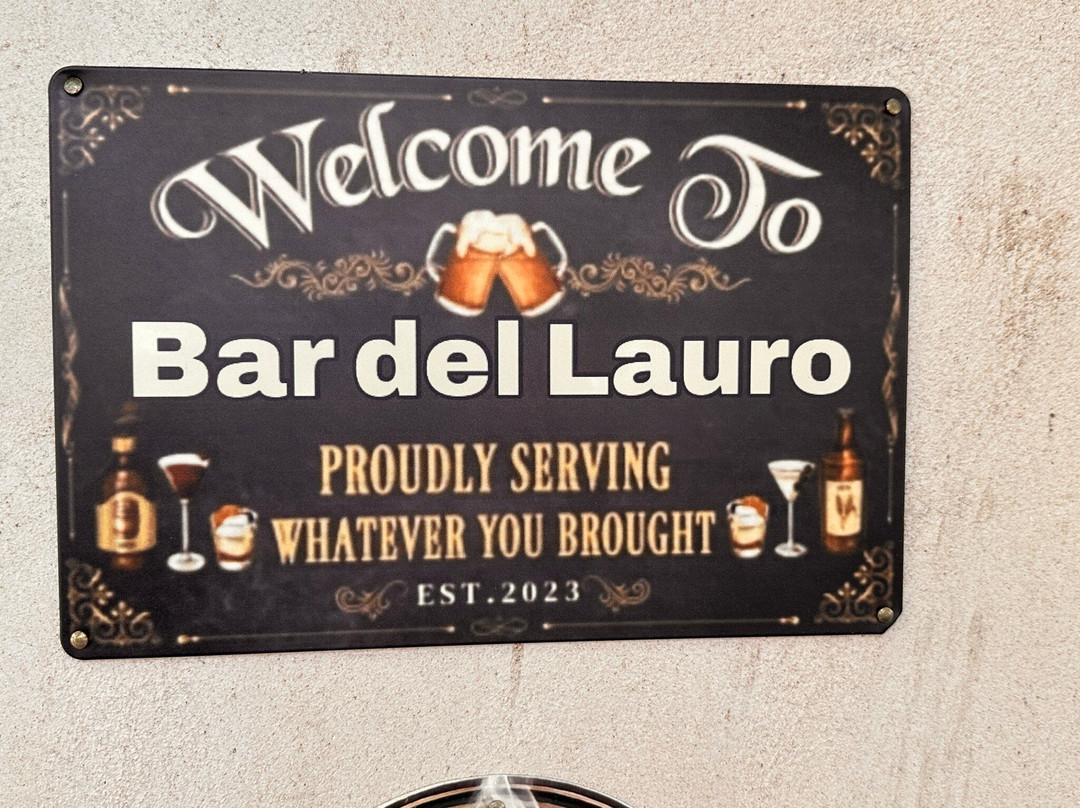 Welcome To
Bar del Lauro
PROUDLY SERVING
WHATEVER YOU BROUGHT
EST.2023